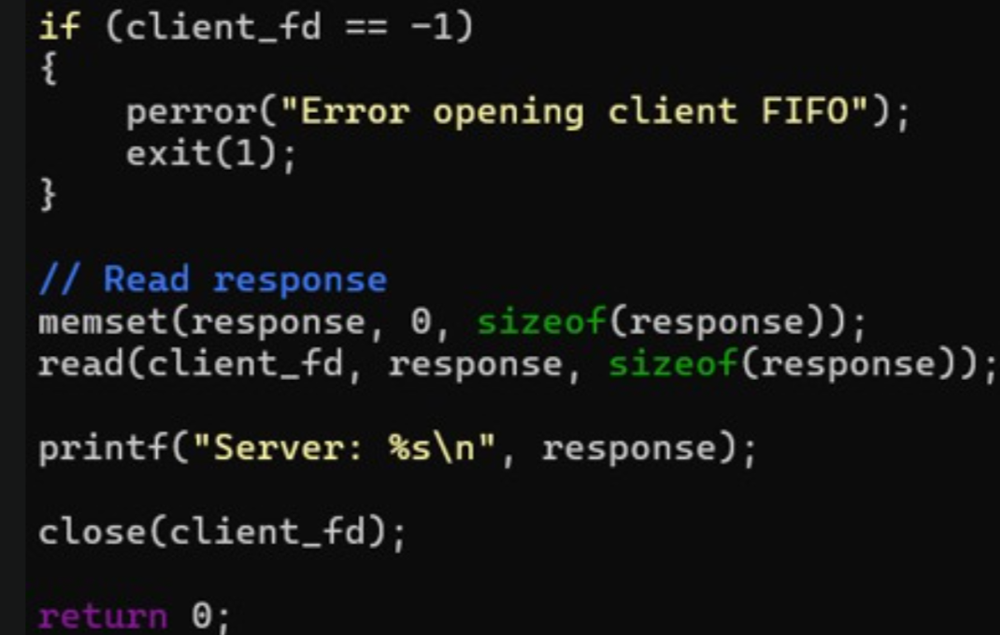 if (client_fd == -1)
{
    perror("Error opening client FIFO");
    exit(1);
}

// Read response
memset(response, 0, sizeof(response));
read(client_fd, response, sizeof(response));

printf("Server: %s\n", response);

close(client_fd);

return 0;